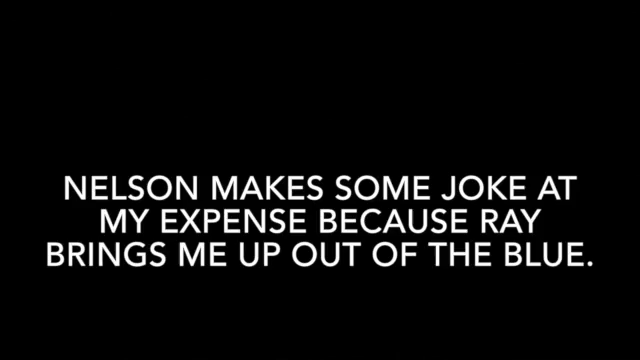 NELSON MAKES SOME JOKE AT
MY EXPENSE BECAUSE RAY
BRINGS ME UP OUT OF THE BLUE.